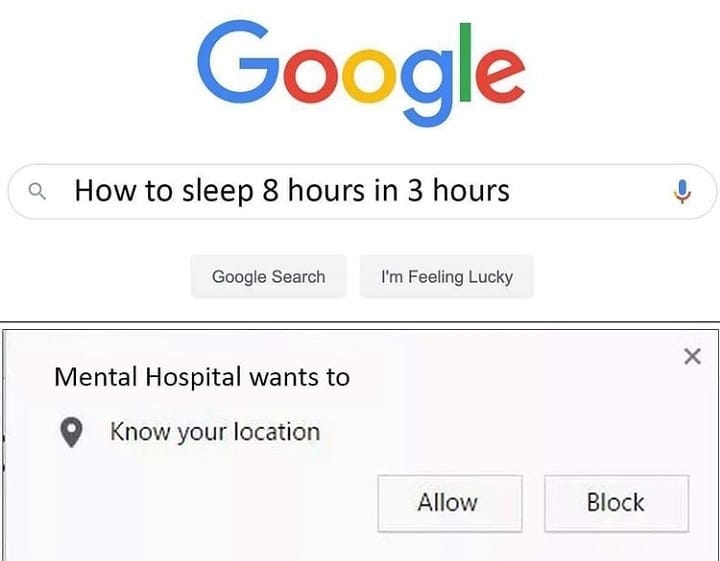 Google
How to sleep 8 hours in 3 hours
Google Search I'm Feeling Lucky
Mental Hospital wants to
Know your location
Allow Block